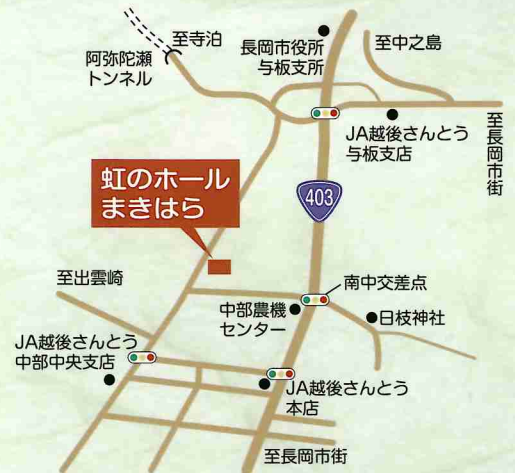 至寺泊
阿弥陀瀬
トンネル
長岡市役所
与板支所
至中之島
JA越後さんとう
与板支店
至長岡市街
虹のホール
まきはら
403
至出雲崎
南中交差点
中部農機
センター
日枝神社
JA越後さんとう
中部中央支店
JA越後さんとう
本店
至長岡市街